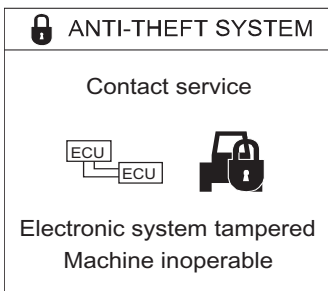 ANTI-THEFT SYSTEM
Contact service
ECU
ECU
Electronic system tampered
Machine inoperable